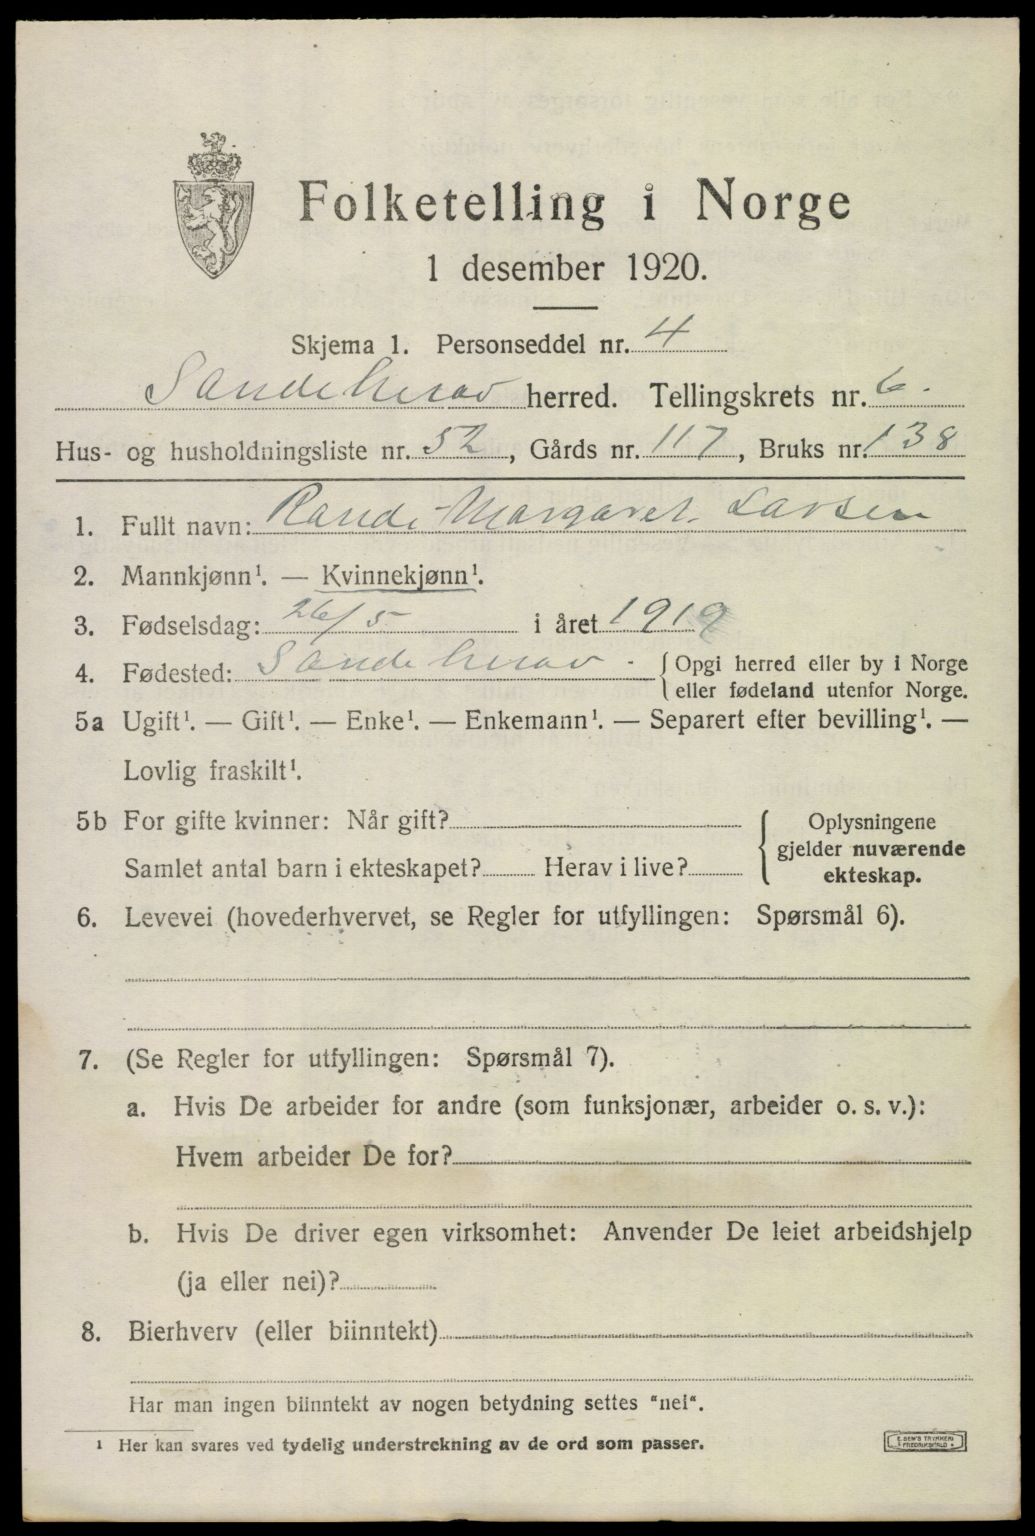 Folketelling i Norge
1 desember 1920.
Skjema 1. Personseddel nr. 4
Sandeherad herred. Tellingskrets nr. 6.
Hus- og husholdningsliste nr. 52, Gårds nr. 117, Bruks nr. 138
1. Fullt navn: Randi Margaret Larsen
2. Mannkjønn¹. — Kvinnekjønn¹.
3. Fødselsdag: 26/5 i året 1919
4. Fødested: Sandeherad. { Opgi herred eller by i Norge
eller fødeland utenfor Norge.
5a Ugift¹. — Gift¹. — Enke¹. — Enkemann¹. — Separert efter bevilling¹. —
Lovlig fraskilt¹.
5b For gifte kvinner: Når gift? { Oplysningene
gjelder nuværende
Samlet antal barn i ekteskapet? Herav i live? ekteskap.
6. Levevei (hovederhvervet, se Regler for utfyllingen: Spørsmål 6).
7. (Se Regler for utfyllingen: Spørsmål 7).
a. Hvis De arbeider for andre (som funksjonær, arbeider o. s. v.):
Hvem arbeider De for?
b. Hvis De driver egen virksomhet: Anvender De leiet arbeidshjelp
(ja eller nei)?
8. Bierhverv (eller biinntekt)
Har man ingen biinntekt av nogen betydning settes "nei".
¹ Her kan svares ved tydelig understrekning av de ord som passer.